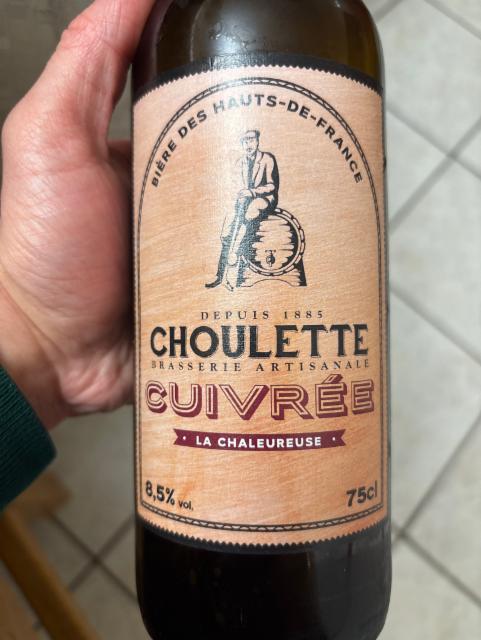 BIÈRE DES HAUTS-DE-FRANCE
DEPUIS 1885
CHOULETTE
BRASSERIE ARTISANALE
CUIVRÉE
· LA CHALEUREUSE ·
8,5% vol.
75cl